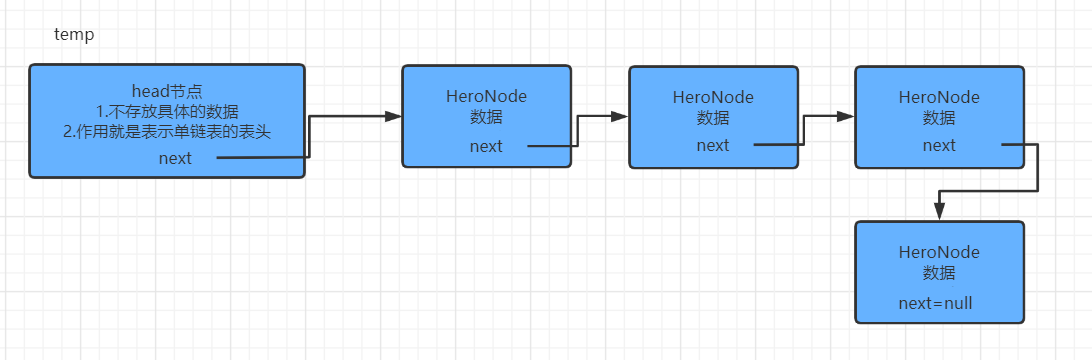 temp
head节点
1.不存放具体的数据
2.作用就是表示单链表的表头
next
HeroNode
数据
next
HeroNode
数据
next
HeroNode
数据
next
HeroNode
数据
next=null